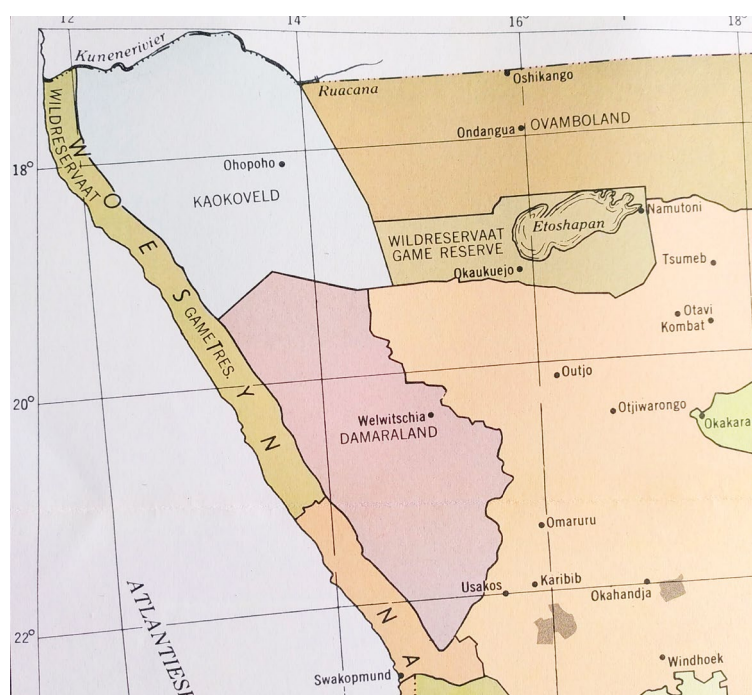 12
14°
16°
18°
Kunenerivier
Ruacana
Oshikango
Ondangua
OVAMBOLAND
WILDRESERVAAT
18°
Ohopoho
KAOKOVELD
WOESTYN
WILDRESERVAAT
GAME RESERVE
Etoshapan
Namutoni
Okaukuejo
Tsumeb
GAME RES.
Otavi
Kombat
20°
Outjo
Otjiwarongo
Okakara
Welwitschia
DAMARALAND
Omaruru
Usakos
Karibib
Okahandja
22°
NA
ATLANTIES
Swakopmund
Windhoek